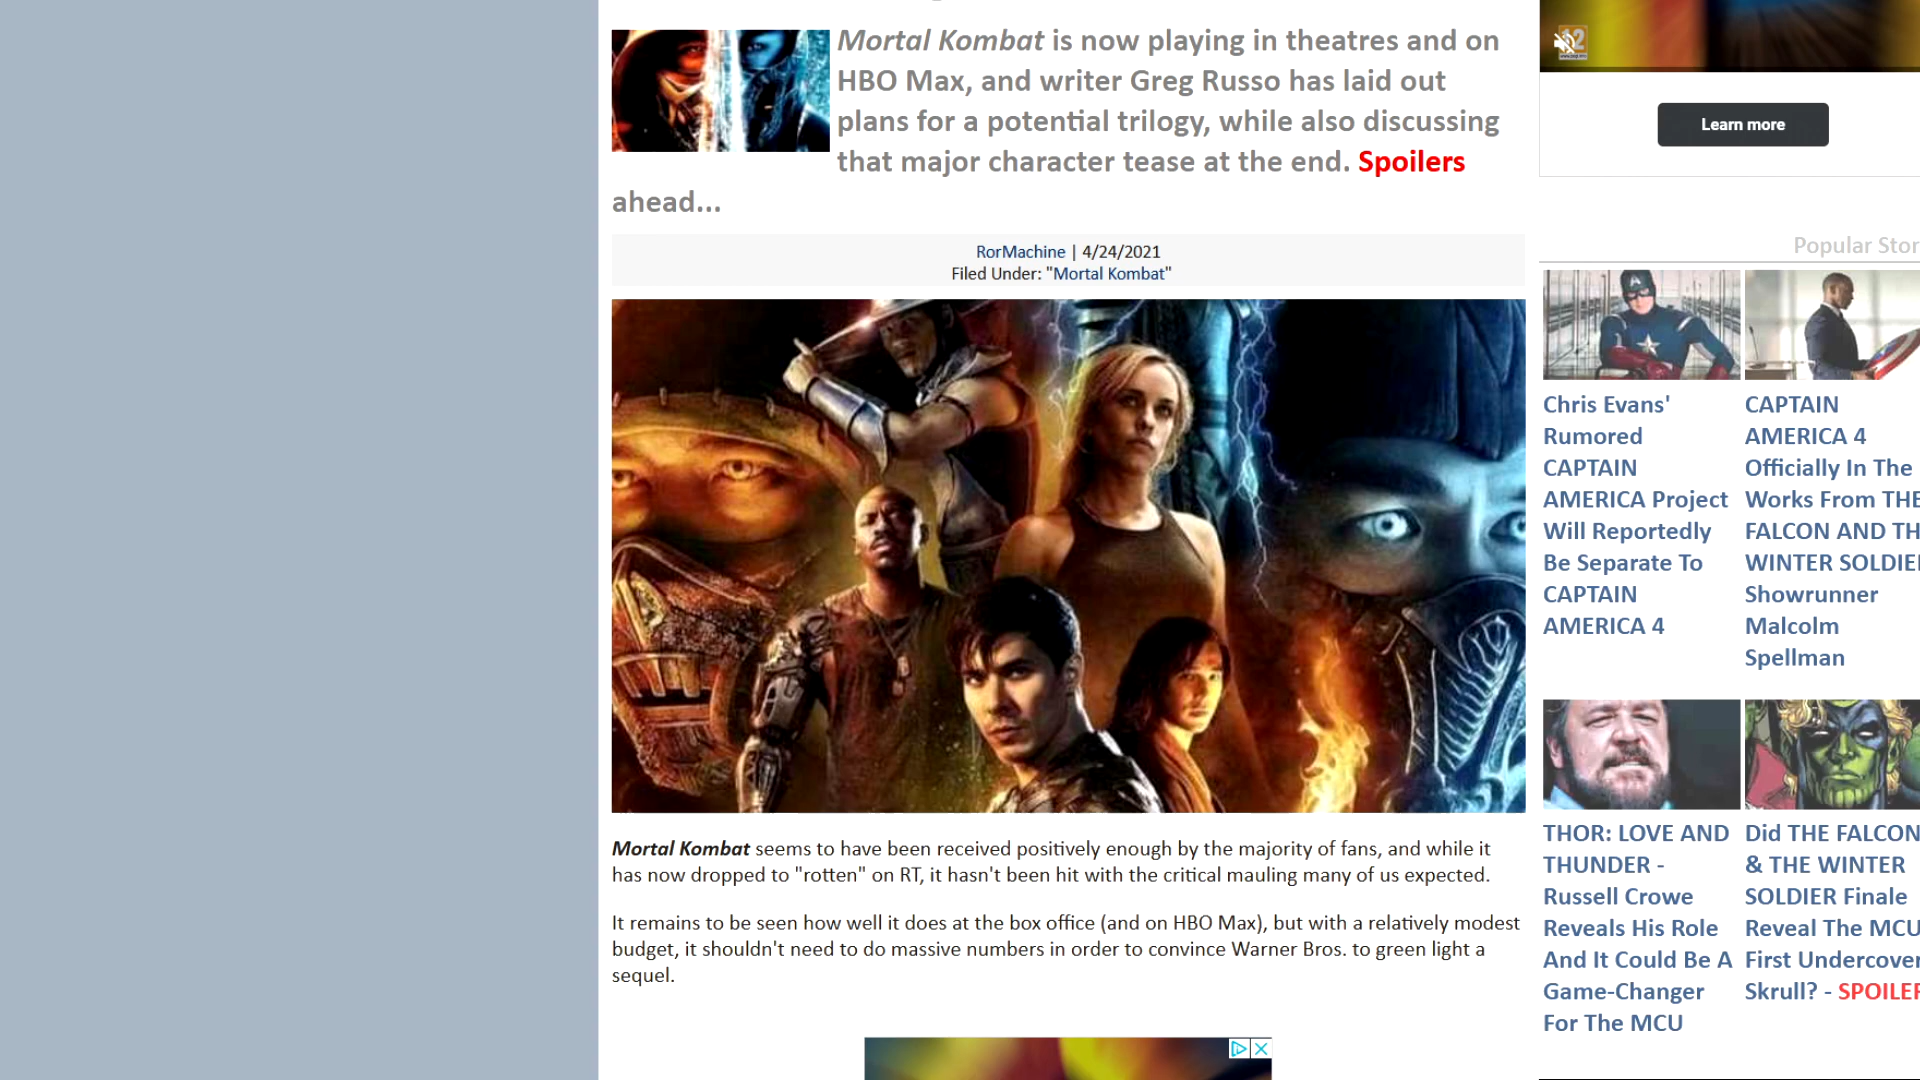 Mortal Kombat is now playing in theatres and on
HBO Max, and writer Greg Russo has laid out
plans for a potential trilogy, while also discussing
that major character tease at the end. Spoilers
ahead...
RorMachine | 4/24/2021
Filed Under: "Mortal Kombat"
Mortal Kombat seems to have been received positively enough by the majority of fans, and while it
has now dropped to "rotten" on RT, it hasn't been hit with the critical mauling many of us expected.
It remains to be seen how well it does at the box office (and on HBO Max), but with a relatively modest
budget, it shouldn't need to do massive numbers in order to convince Warner Bros. to green light a
sequel.
Learn more
Popular Stor
Chris Evans'
Rumored
CAPTAIN
AMERICA Project
Will Reportedly
Be Separate To
CAPTAIN
AMERICA 4
CAPTAIN
AMERICA 4
Officially In The
Works From THE
FALCON AND TH
WINTER SOLDIE
Showrunner
Malcolm
Spellman
THOR: LOVE AND
THUNDER -
Russell Crowe
Reveals His Role
And It Could Be A
Game-Changer
For The MCU
Did THE FALCON
& THE WINTER
SOLDIER Finale
Reveal The MCU
First Undercover
Skrull? - SPOILER